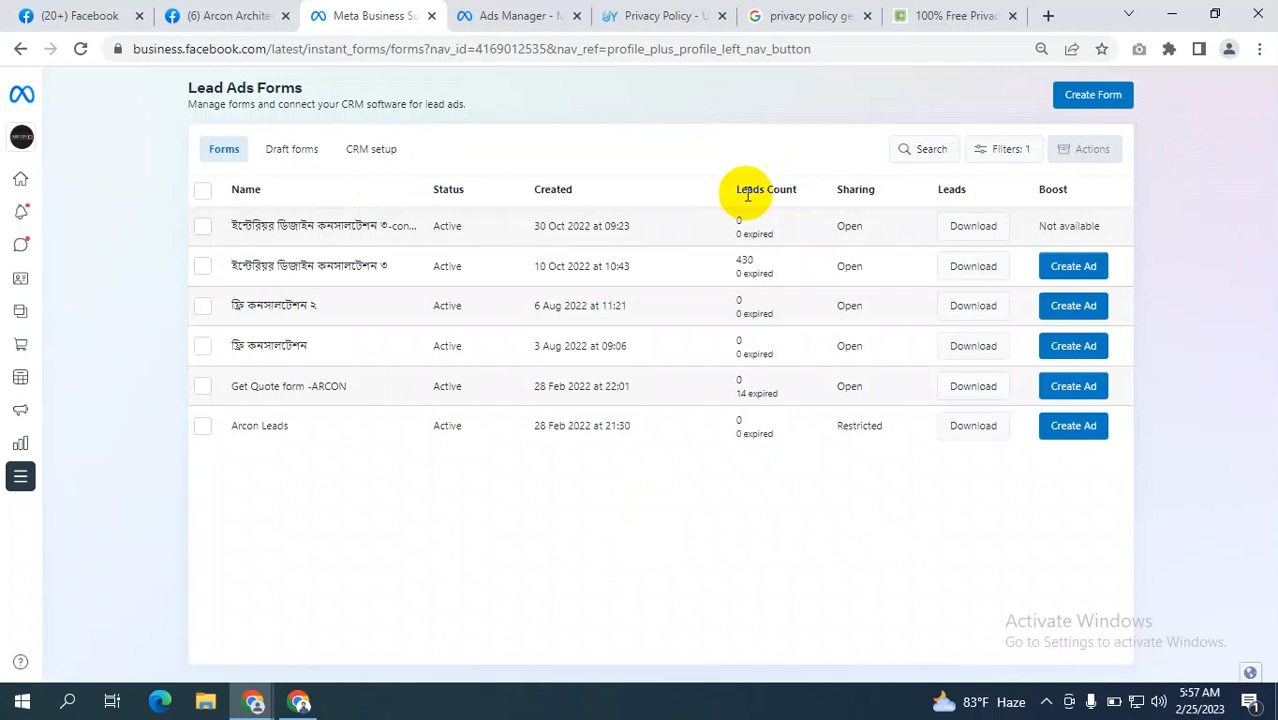 (20+) Facebook
(6) Arcon Archite
Meta Business Su
Ads Manager - M
Privacy Policy - U
privacy policy ge
100% Free Privac
business.facebook.com/latest/instant_forms/forms?nav_id=4169012535&nav_ref=profile_plus_profile_left_nav_button
Lead Ads Forms
Manage forms and connect your CRM software for lead ads.
Create Form
Forms
Draft forms
CRM setup
Search
Filters: 1
Actions
Name Status Created Leads Count Sharing Leads Boost
ইন্টেরিয়র ডিজাইন কনসালটেশন ৩-con... Active 30 Oct 2022 at 09:23 0 Open Download Not available
0 expired
ইন্টেরিয়র ডিজাইন কনসালটেশন ৩ Active 10 Oct 2022 at 10:43 430 Open Download Create Ad
0 expired
ফ্রি কনসালটেশন ২ Active 6 Aug 2022 at 11:21 0 Open Download Create Ad
0 expired
ফ্রি কনসালটেশন Active 3 Aug 2022 at 09:06 0 Open Download Create Ad
0 expired
Get Quote form -ARCON Active 28 Feb 2022 at 22:01 0 Open Download Create Ad
14 expired
Arcon Leads Active 28 Feb 2022 at 21:30 0 Restricted Download Create Ad
0 expired
Activate Windows
Go to Settings to activate Windows.
83°F Haze
5:57 AM
2/25/2023
1